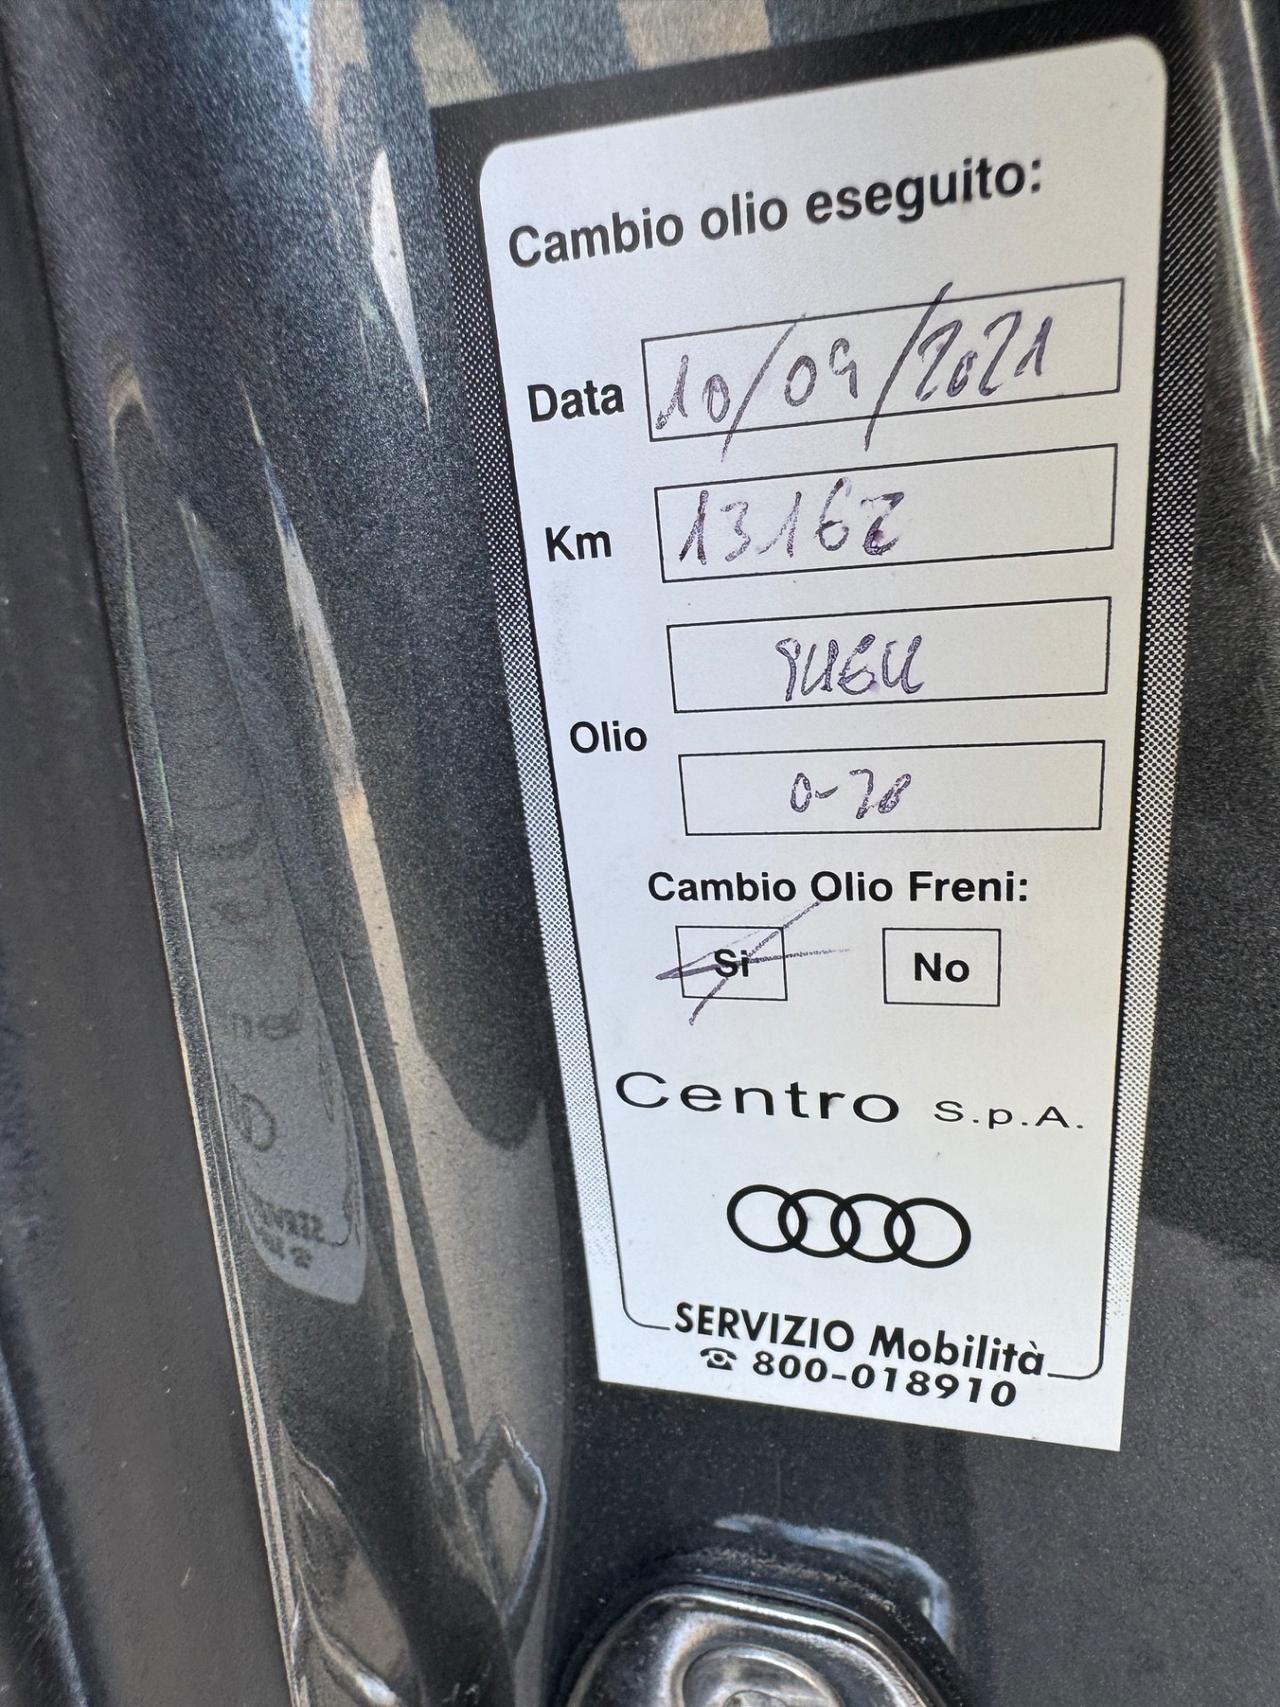 Cambio olio eseguito:
Data 10/09/2021
Km 13162
Olio
0-20
Cambio Olio Freni:
Si No
Centro S.p.A.
SERVIZIO Mobilità
☎ 800-018910